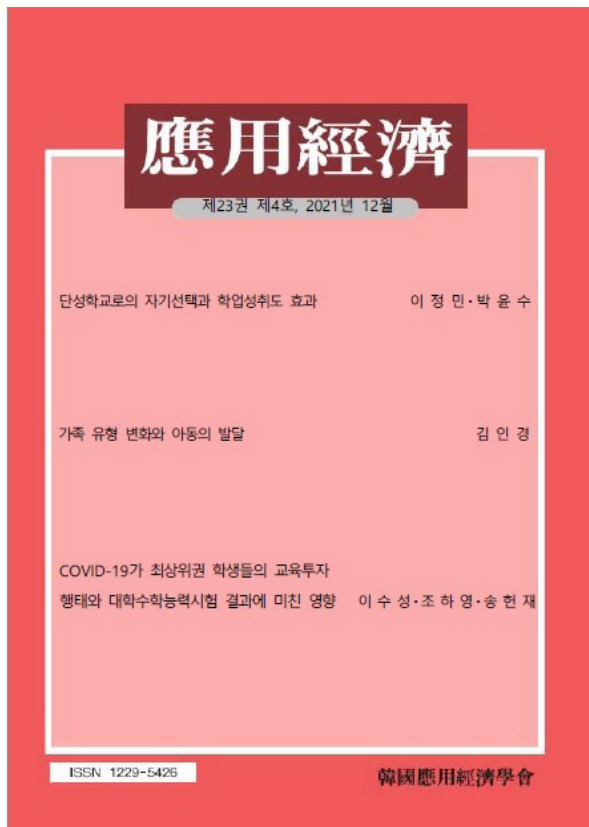 應用經濟
제23권 제4호, 2021년 12월
단성학교로의 자기선택과 학업성취도 효과 이 정 민·박 윤 수
가족 유형 변화와 아동의 발달 김 인 경
COVID-19가 최상위권 학생들의 교육투자
행태와 대학수학능력시험 결과에 미친 영향 이 수 성·조 하 영·송 헌 재
ISSN 1229-5426
韓國應用經濟學會